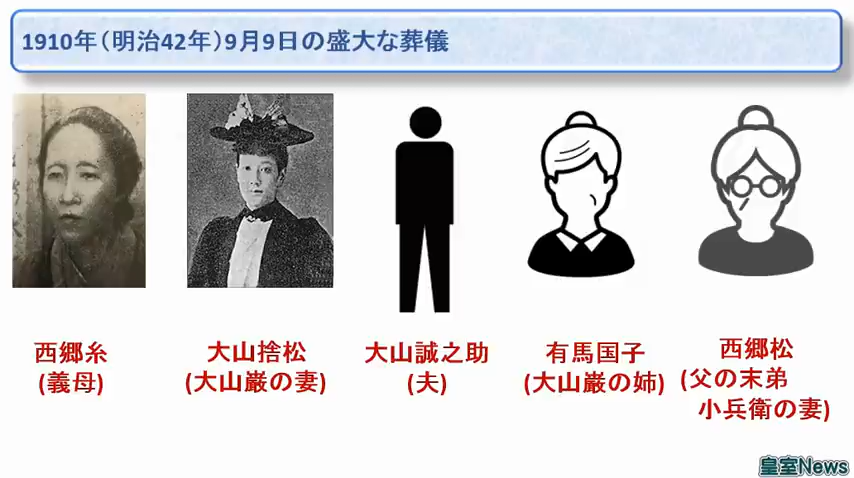 1910年（明治42年）9月9日の盛大な葬儀
西郷糸
(義母)
大山捨松
(大山巌の妻)
大山誠之助
(夫)
有馬国子
(大山巌の姉)
西郷松
(父の末弟
小兵衛の妻)
皇室News